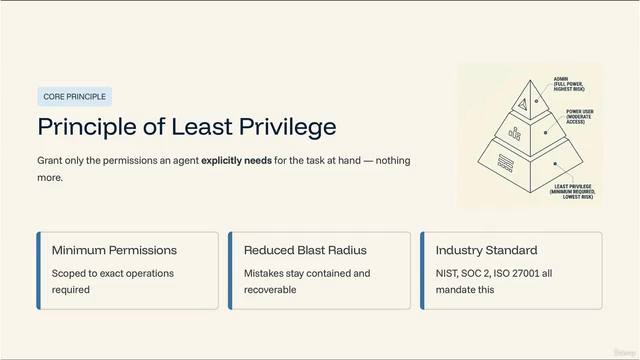 CORE PRINCIPLE
Principle of Least Privilege
Grant only the permissions an agent explicitly needs for the task at hand — nothing
more.
ADMIN
(FULL POWER,
HIGHEST RISK)
POWER USER
(MODERATE
ACCESS)
LEAST PRIVILEGE
(MINIMUM REQUIRED,
LOWEST RISK)
Minimum Permissions
Scoped to exact operations
required
Reduced Blast Radius
Mistakes stay contained and
recoverable
Industry Standard
NIST, SOC 2, ISO 27001 all
mandate this